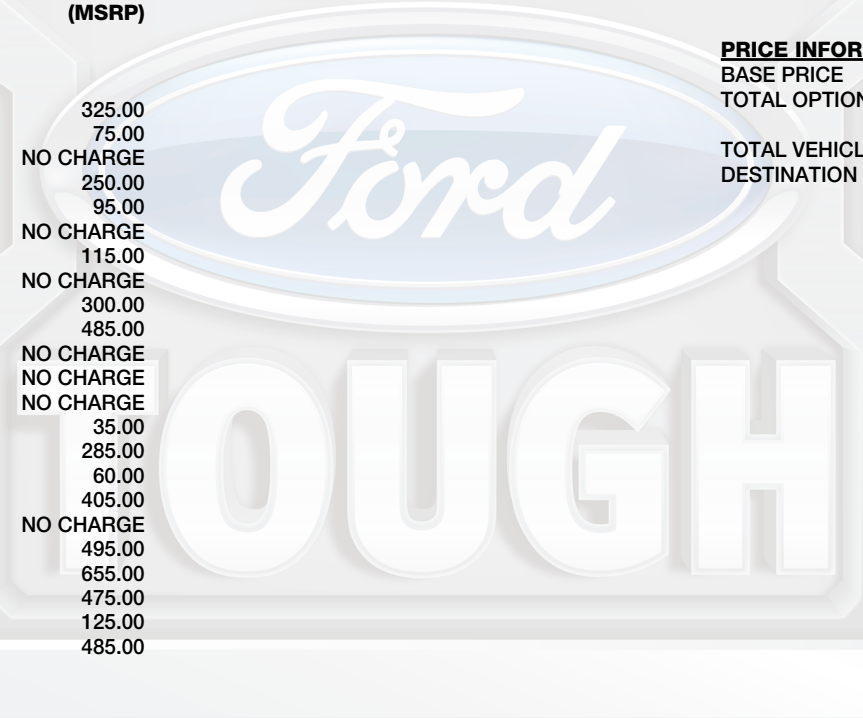 (MSRP)
325.00
75.00
NO CHARGE
250.00
95.00
NO CHARGE
115.00
NO CHARGE
300.00
485.00
NO CHARGE
NO CHARGE
NO CHARGE
35.00
285.00
60.00
405.00
NO CHARGE
495.00
655.00
475.00
125.00
485.00
PRICE INFOR
BASE PRICE
TOTAL OPTION
TOTAL VEHICL
DESTINATION
Ford
TOUGH